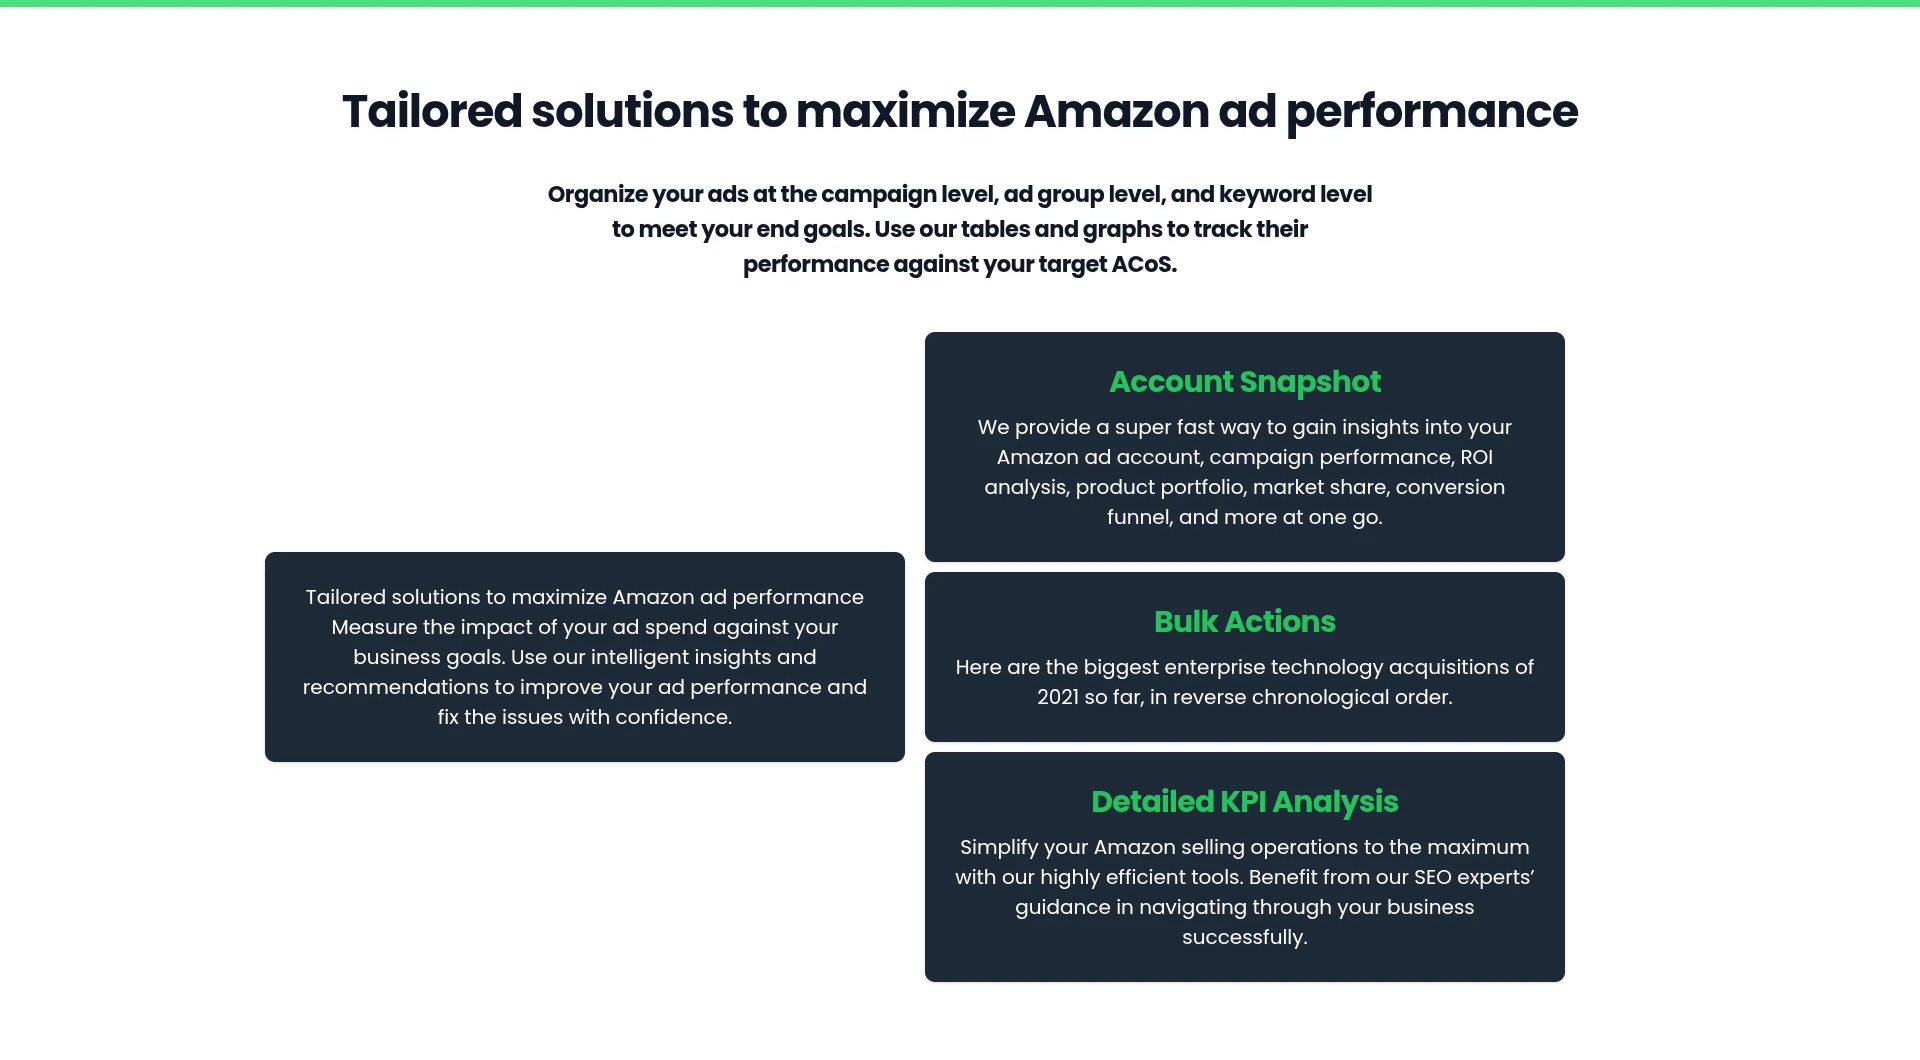 Tailored solutions to maximize Amazon ad performance
Organize your ads at the campaign level, ad group level, and keyword level
to meet your end goals. Use our tables and graphs to track their
performance against your target ACoS.
Tailored solutions to maximize Amazon ad performance
Measure the impact of your ad spend against your
business goals. Use our intelligent insights and
recommendations to improve your ad performance and
fix the issues with confidence.
Account Snapshot
We provide a super fast way to gain insights into your
Amazon ad account, campaign performance, ROI
analysis, product portfolio, market share, conversion
funnel, and more at one go.
Bulk Actions
Here are the biggest enterprise technology acquisitions of
2021 so far, in reverse chronological order.
Detailed KPI Analysis
Simplify your Amazon selling operations to the maximum
with our highly efficient tools. Benefit from our SEO experts’
guidance in navigating through your business
successfully.